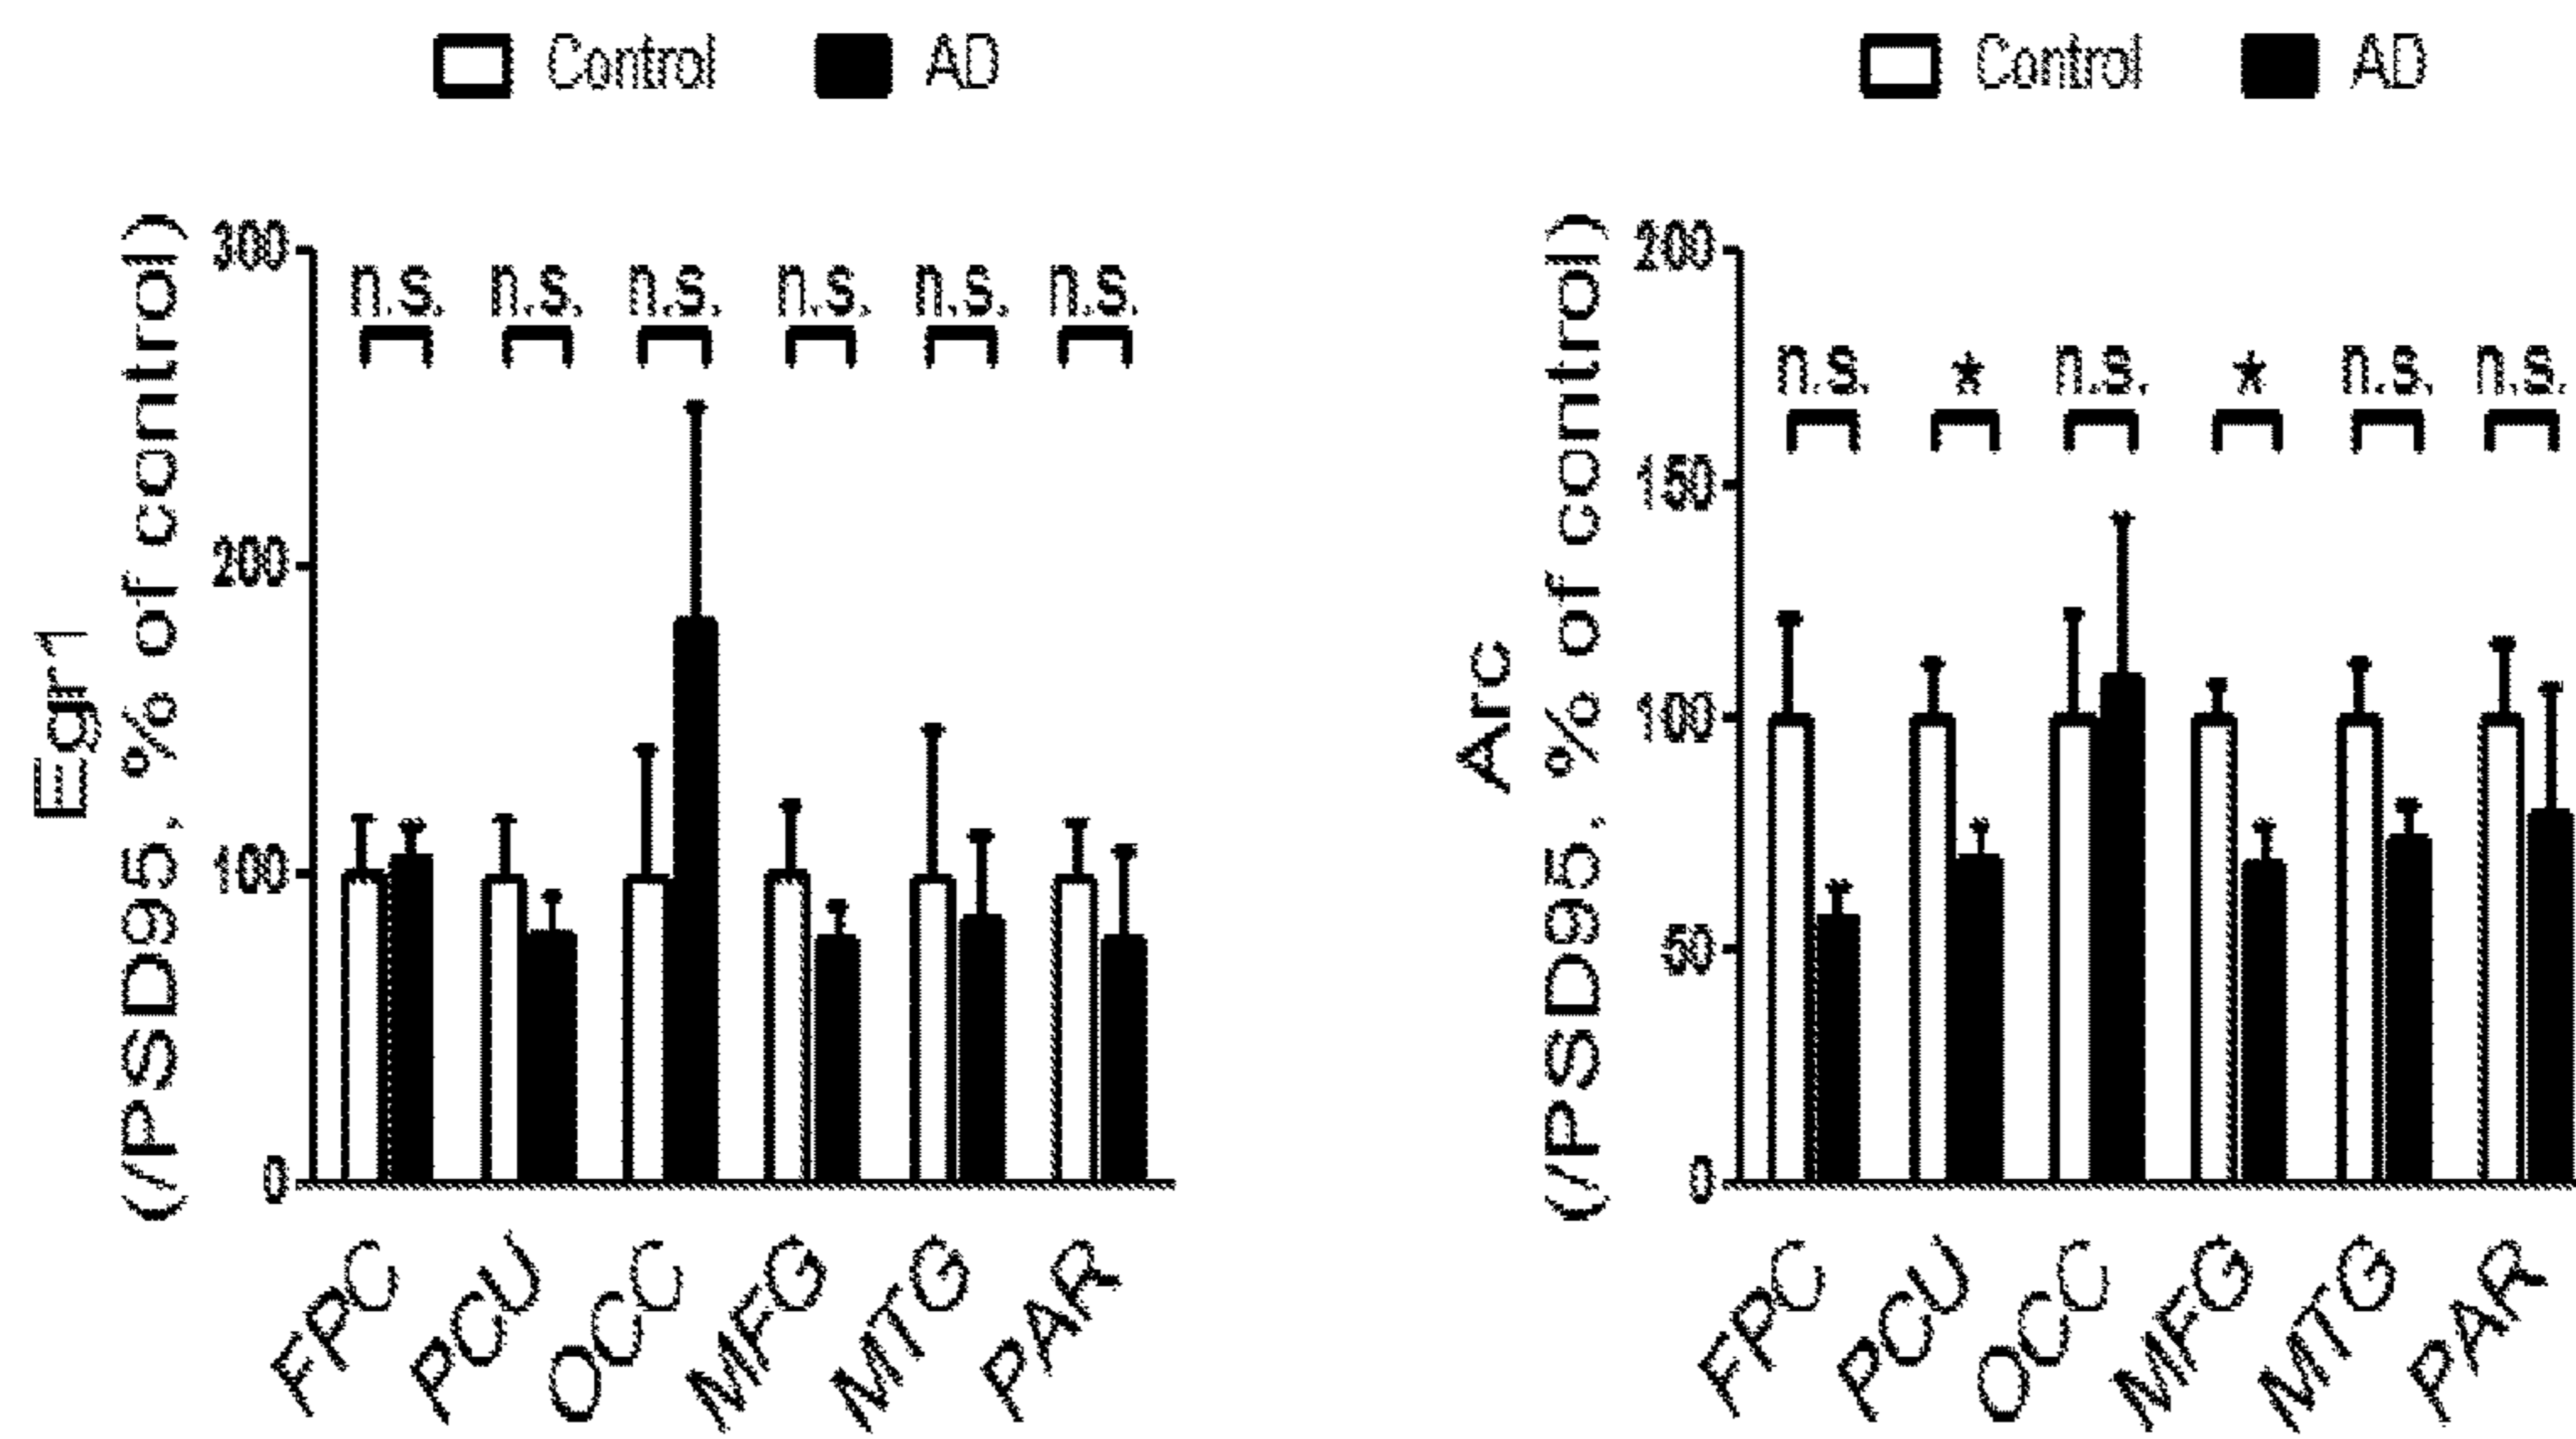 Control AD
Egr1
(/PSD95, % of control)
300
200
100
0
n.s. n.s. n.s. n.s. n.s. n.s.
FPC PCU OCC MFG MTG PAR
Control AD
Arc
(/PSD95, % of control)
200
150
100
50
0
n.s. * n.s. * n.s. n.s.
FPC PCU OCC MFG MTG PAR